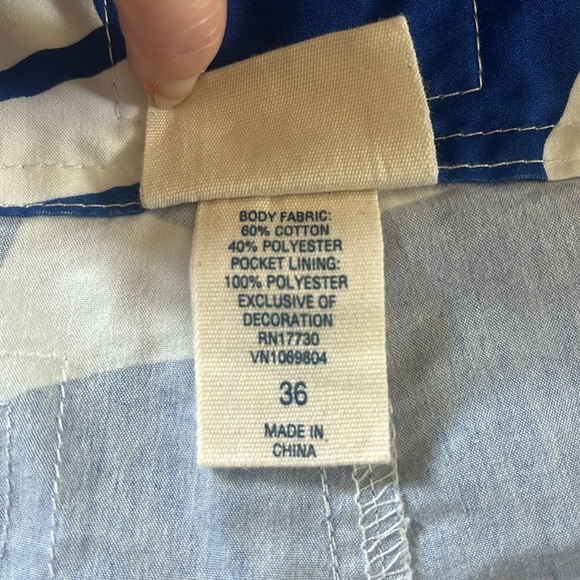 BODY FABRIC:
60% COTTON
40% POLYESTER
POCKET LINING:
100% POLYESTER
EXCLUSIVE OF
DECORATION
RN17730
VN1069804
36
MADE IN
CHINA